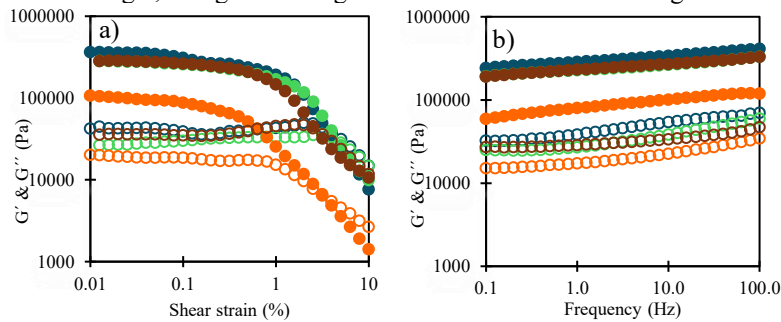 a)
1000000
100000
10000
1000
G′ & G′′ (Pa)
0.01 0.1 1 10
Shear strain (%)
b)
1000000
100000
10000
1000
G′ & G′′ (Pa)
0.1 1.0 10.0 100.0
Frequency (Hz)